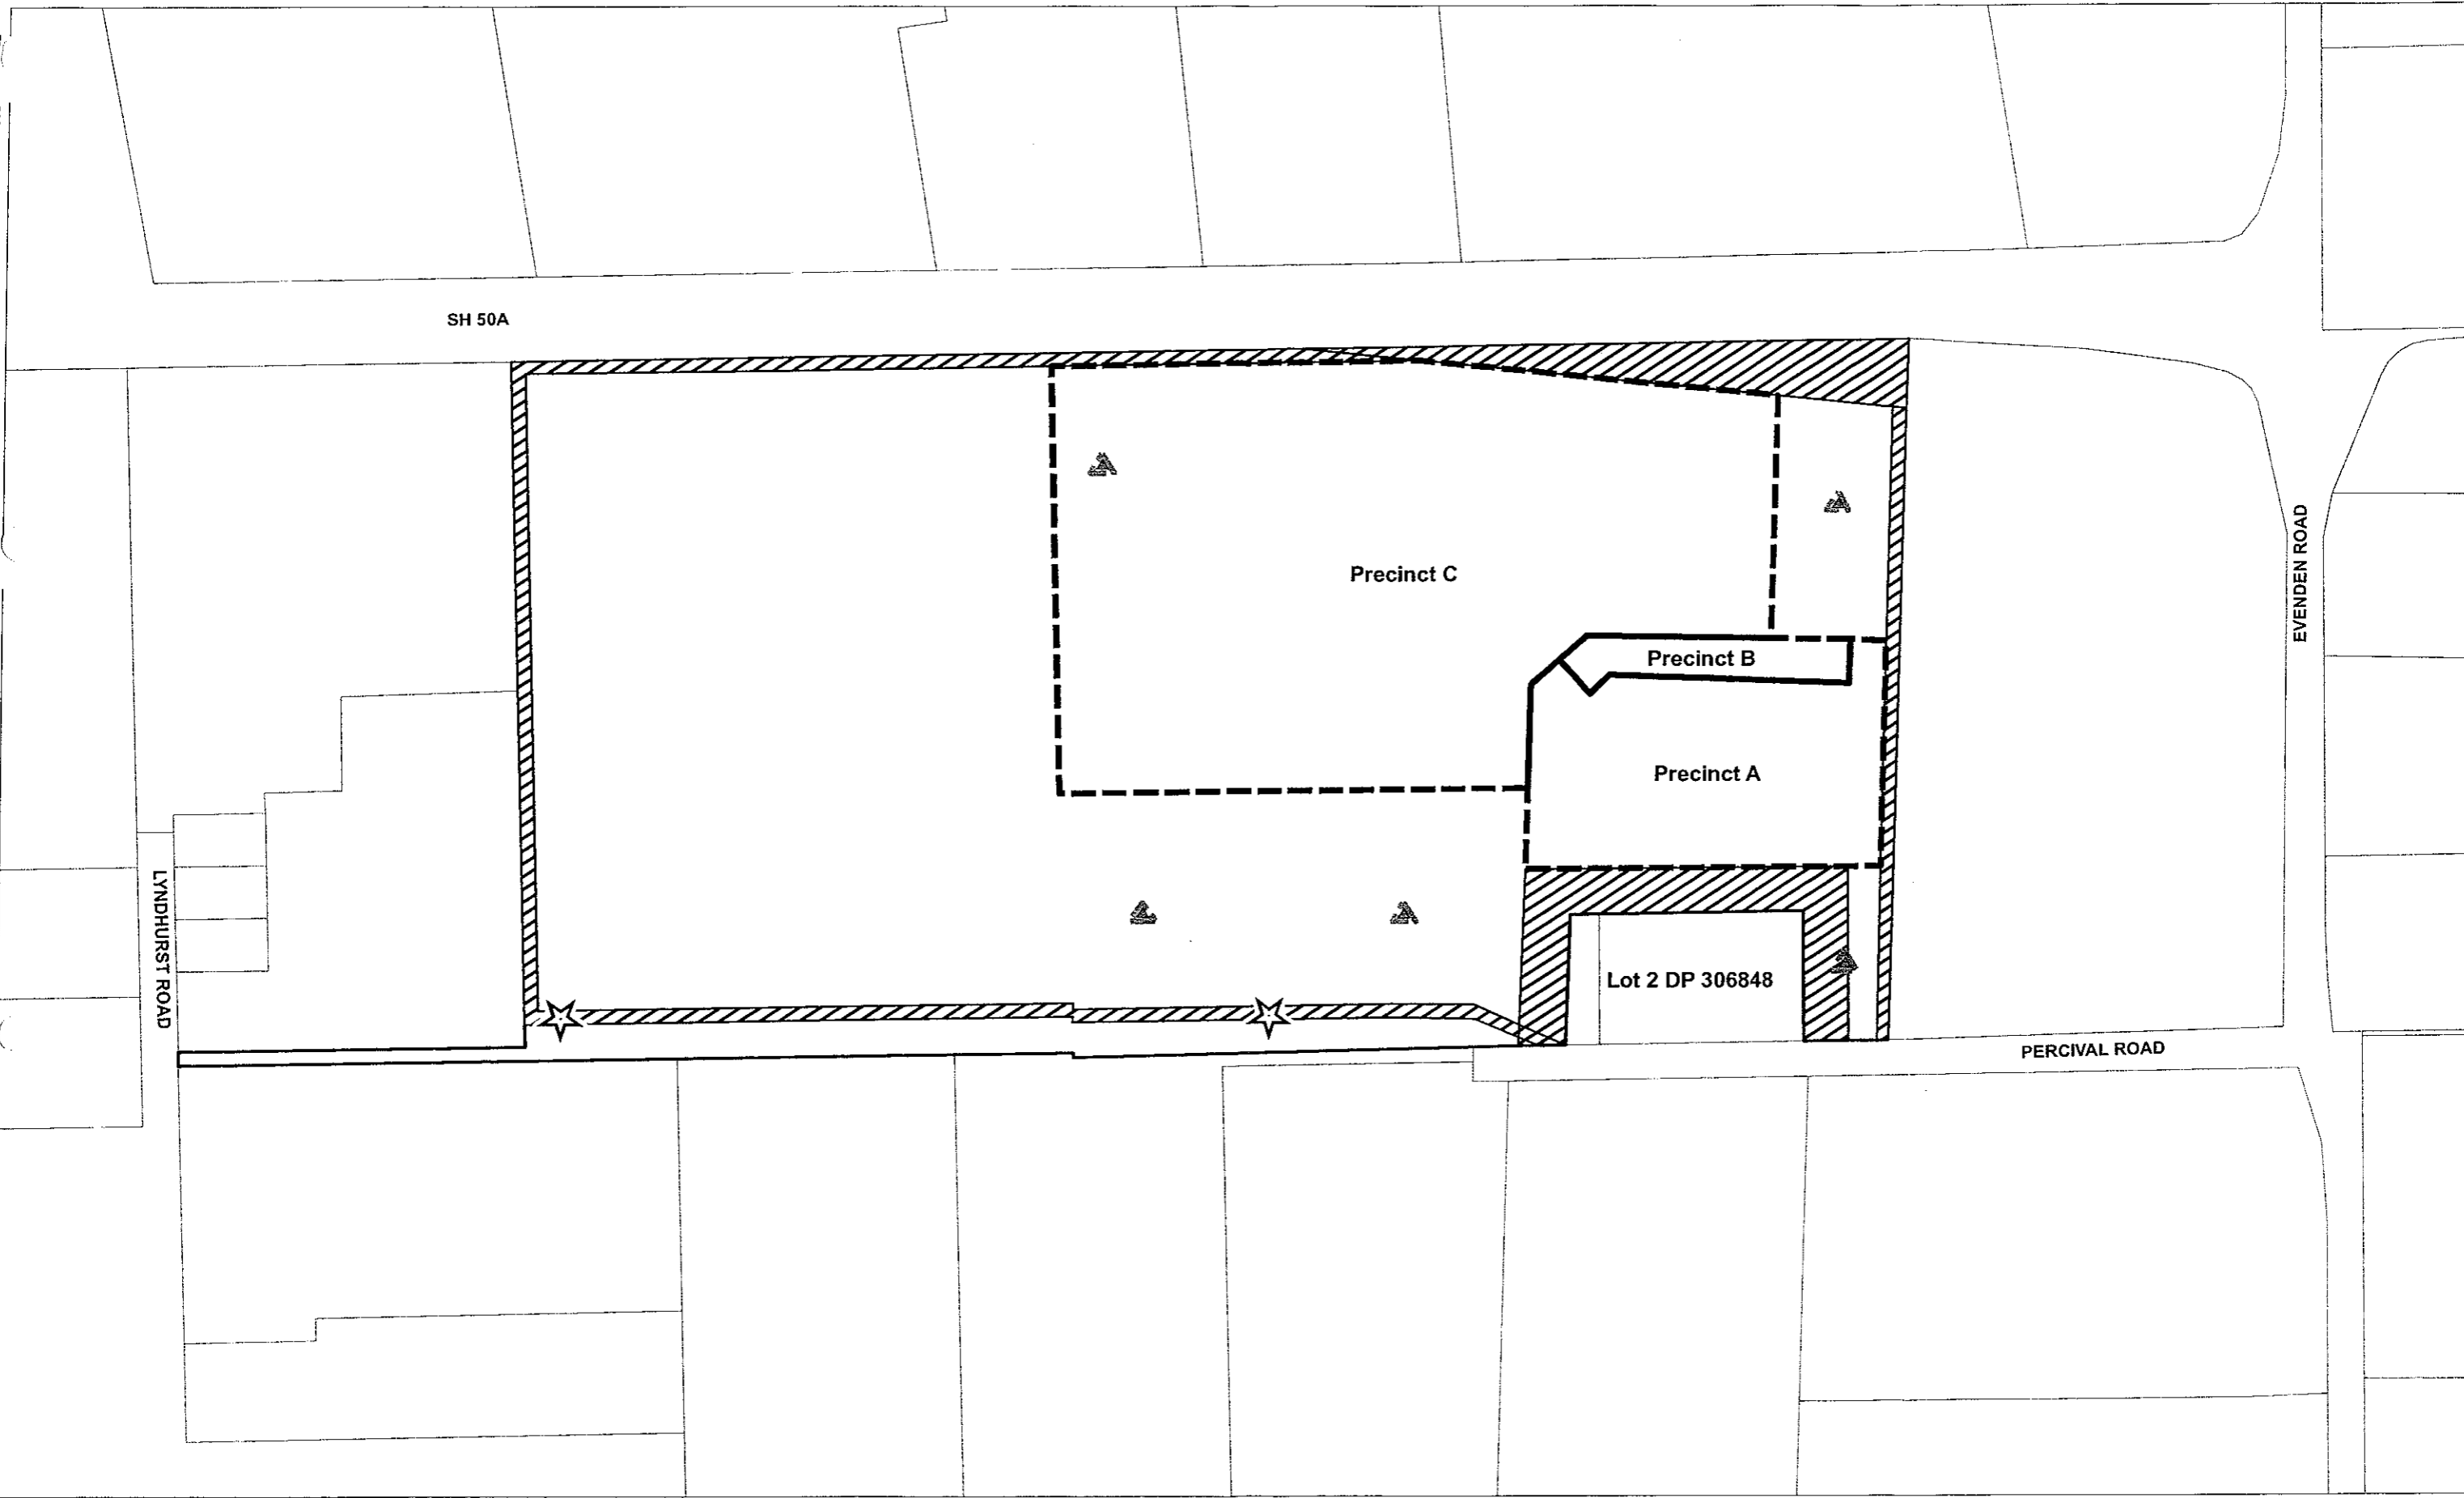 SH 50A
Precinct C
EVENDEN ROAD
Precinct B
Precinct A
LYNDHURST ROAD
Lot 2 DP 306848
PERCIVAL ROAD